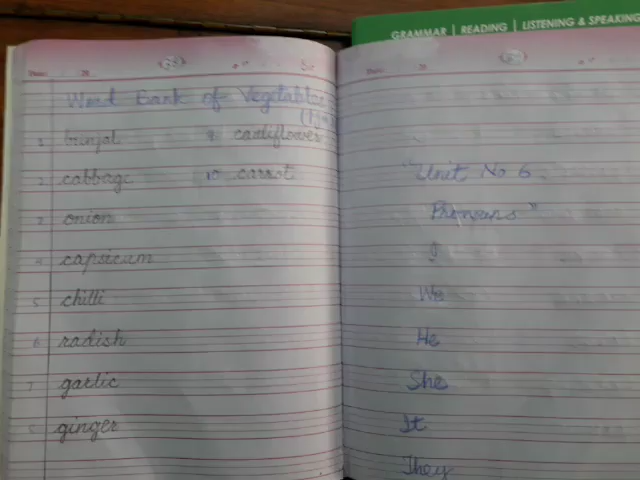 GRAMMAR | READING | LISTENING & SPEAKING
Word Bank of Vegetables
1 brinjal
9 cauliflower
2 cabbage
10 carrot
3 onion
4 capsicum
5 chilli
6 radish
7 garlic
8 ginger
"Unit No 6.
Pronouns"
I
We
He
She
It
They